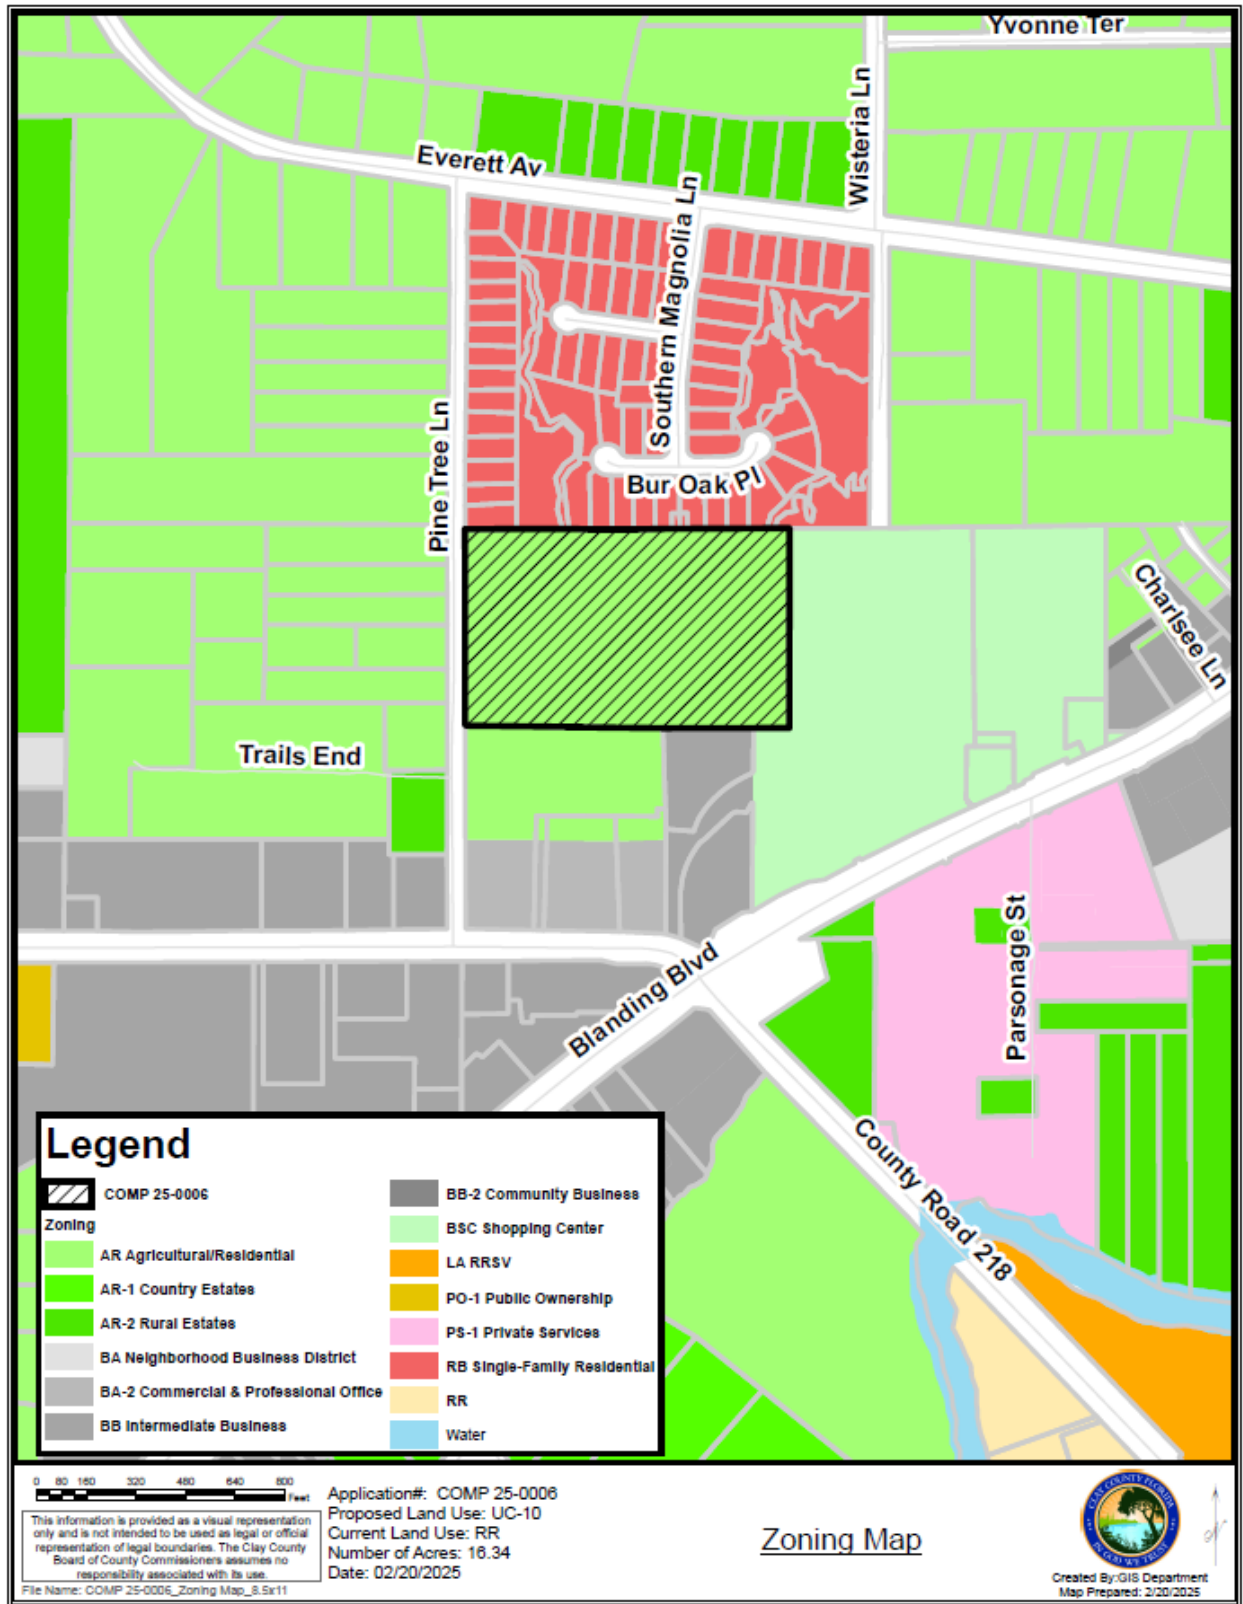 Yvonne Ter
Wisteria Ln
Everett Av
Southern Magnolia Ln
Pine Tree Ln
Bur Oak Pl
Charlsee Ln
Trails End
Parsonage St
Blanding Blvd
County Road 218
Legend
COMP 25-0006
Zoning
AR Agricultural/Residential
AR-1 Country Estates
AR-2 Rural Estates
BA Neighborhood Business District
BA-2 Commercial & Professional Office
BB Intermediate Business
BB-2 Community Business
BSC Shopping Center
LA RRSV
PO-1 Public Ownership
PS-1 Private Services
RB Single-Family Residential
RR
Water
0 80 160 320 480 640 800
Feet
This information is provided as a visual representation
only and is not intended to be used as legal or official
representation of legal boundaries. The Clay County
Board of County Commissioners assumes no
responsibility associated with its use.
File Name: COMP 25-0006_Zoning Map_8.5x11
Application#: COMP 25-0006
Proposed Land Use: UC-10
Current Land Use: RR
Number of Acres: 16.34
Date: 02/20/2025
Zoning Map
CLAY COUNTY FLORIDA
IN GOD WE TRUST
N
Created By:GIS Department
Map Prepared: 2/20/2025